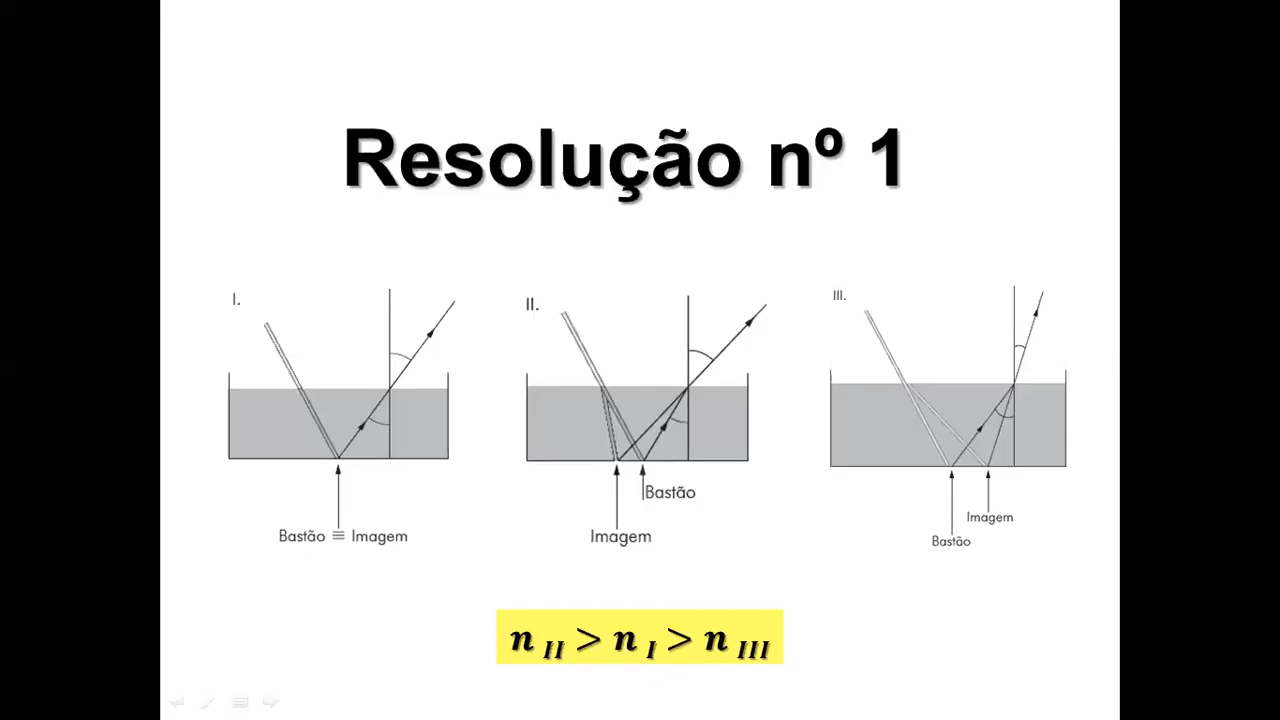 Resolução nº 1
I.
II.
III.
Bastão ≡ Imagem
Bastão
Imagem
Imagem
Bastão
n II > n I > n III